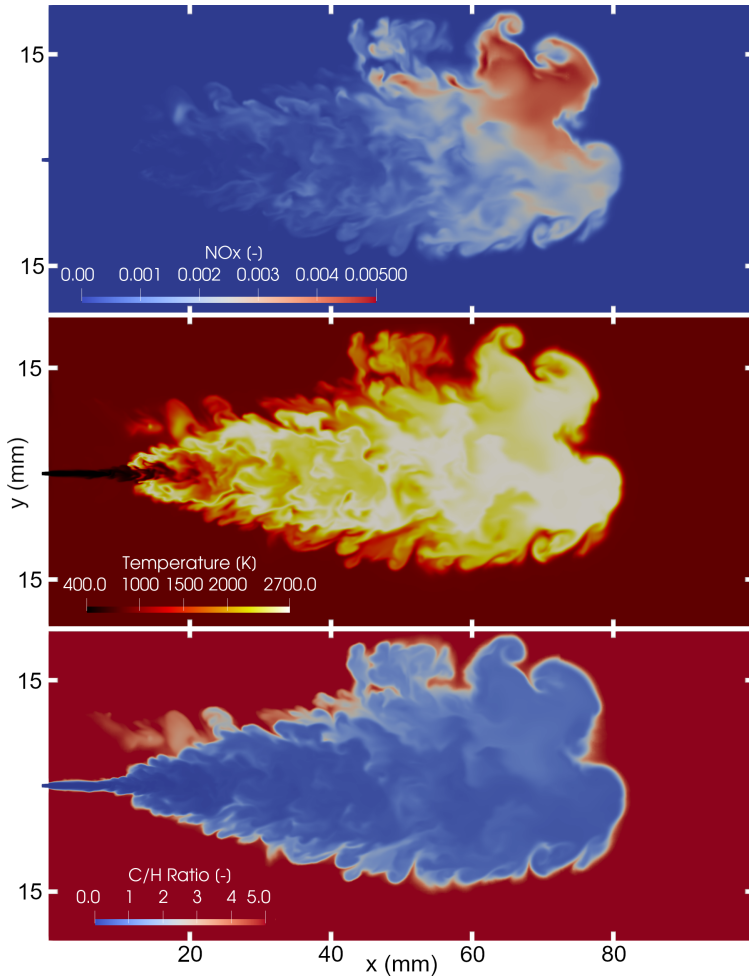 15
15
NOx (-)
0.00 0.001 0.002 0.003 0.004 0.00500
15
y (mm)
15
Temperature (K)
400.0 1000 1500 2000 2700.0
15
15
C/H Ratio (-)
0.0 1 2 3 4 5.0
20 40 60 80
x (mm)